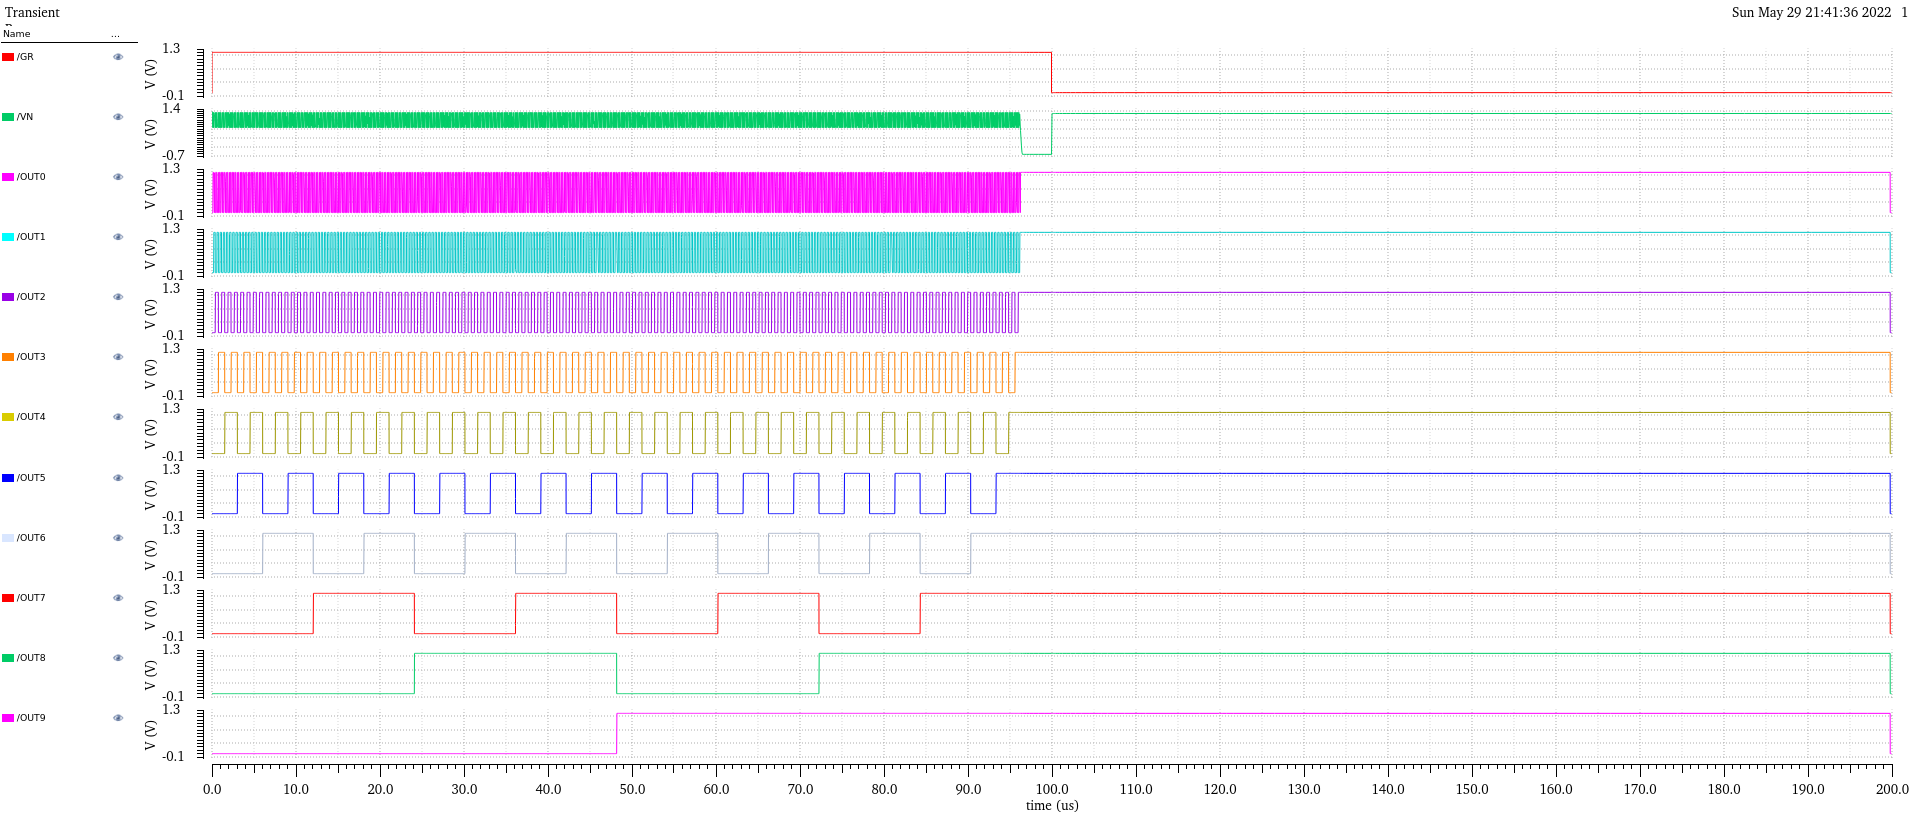 Transient
Sun May 29 21:41:36 2022 1
Name ...
/GR
V (V)
1.3
-0.1
/VN
V (V)
1.4
-0.7
/OUT0
V (V)
1.3
-0.1
/OUT1
V (V)
1.3
-0.1
/OUT2
V (V)
1.3
-0.1
/OUT3
V (V)
1.3
-0.1
/OUT4
V (V)
1.3
-0.1
/OUT5
V (V)
1.3
-0.1
/OUT6
V (V)
1.3
-0.1
/OUT7
V (V)
1.3
-0.1
/OUT8
V (V)
1.3
-0.1
/OUT9
V (V)
1.3
-0.1
0.0 10.0 20.0 30.0 40.0 50.0 60.0 70.0 80.0 90.0 100.0 110.0 120.0 130.0 140.0 150.0 160.0 170.0 180.0 190.0 200.0
time (us)